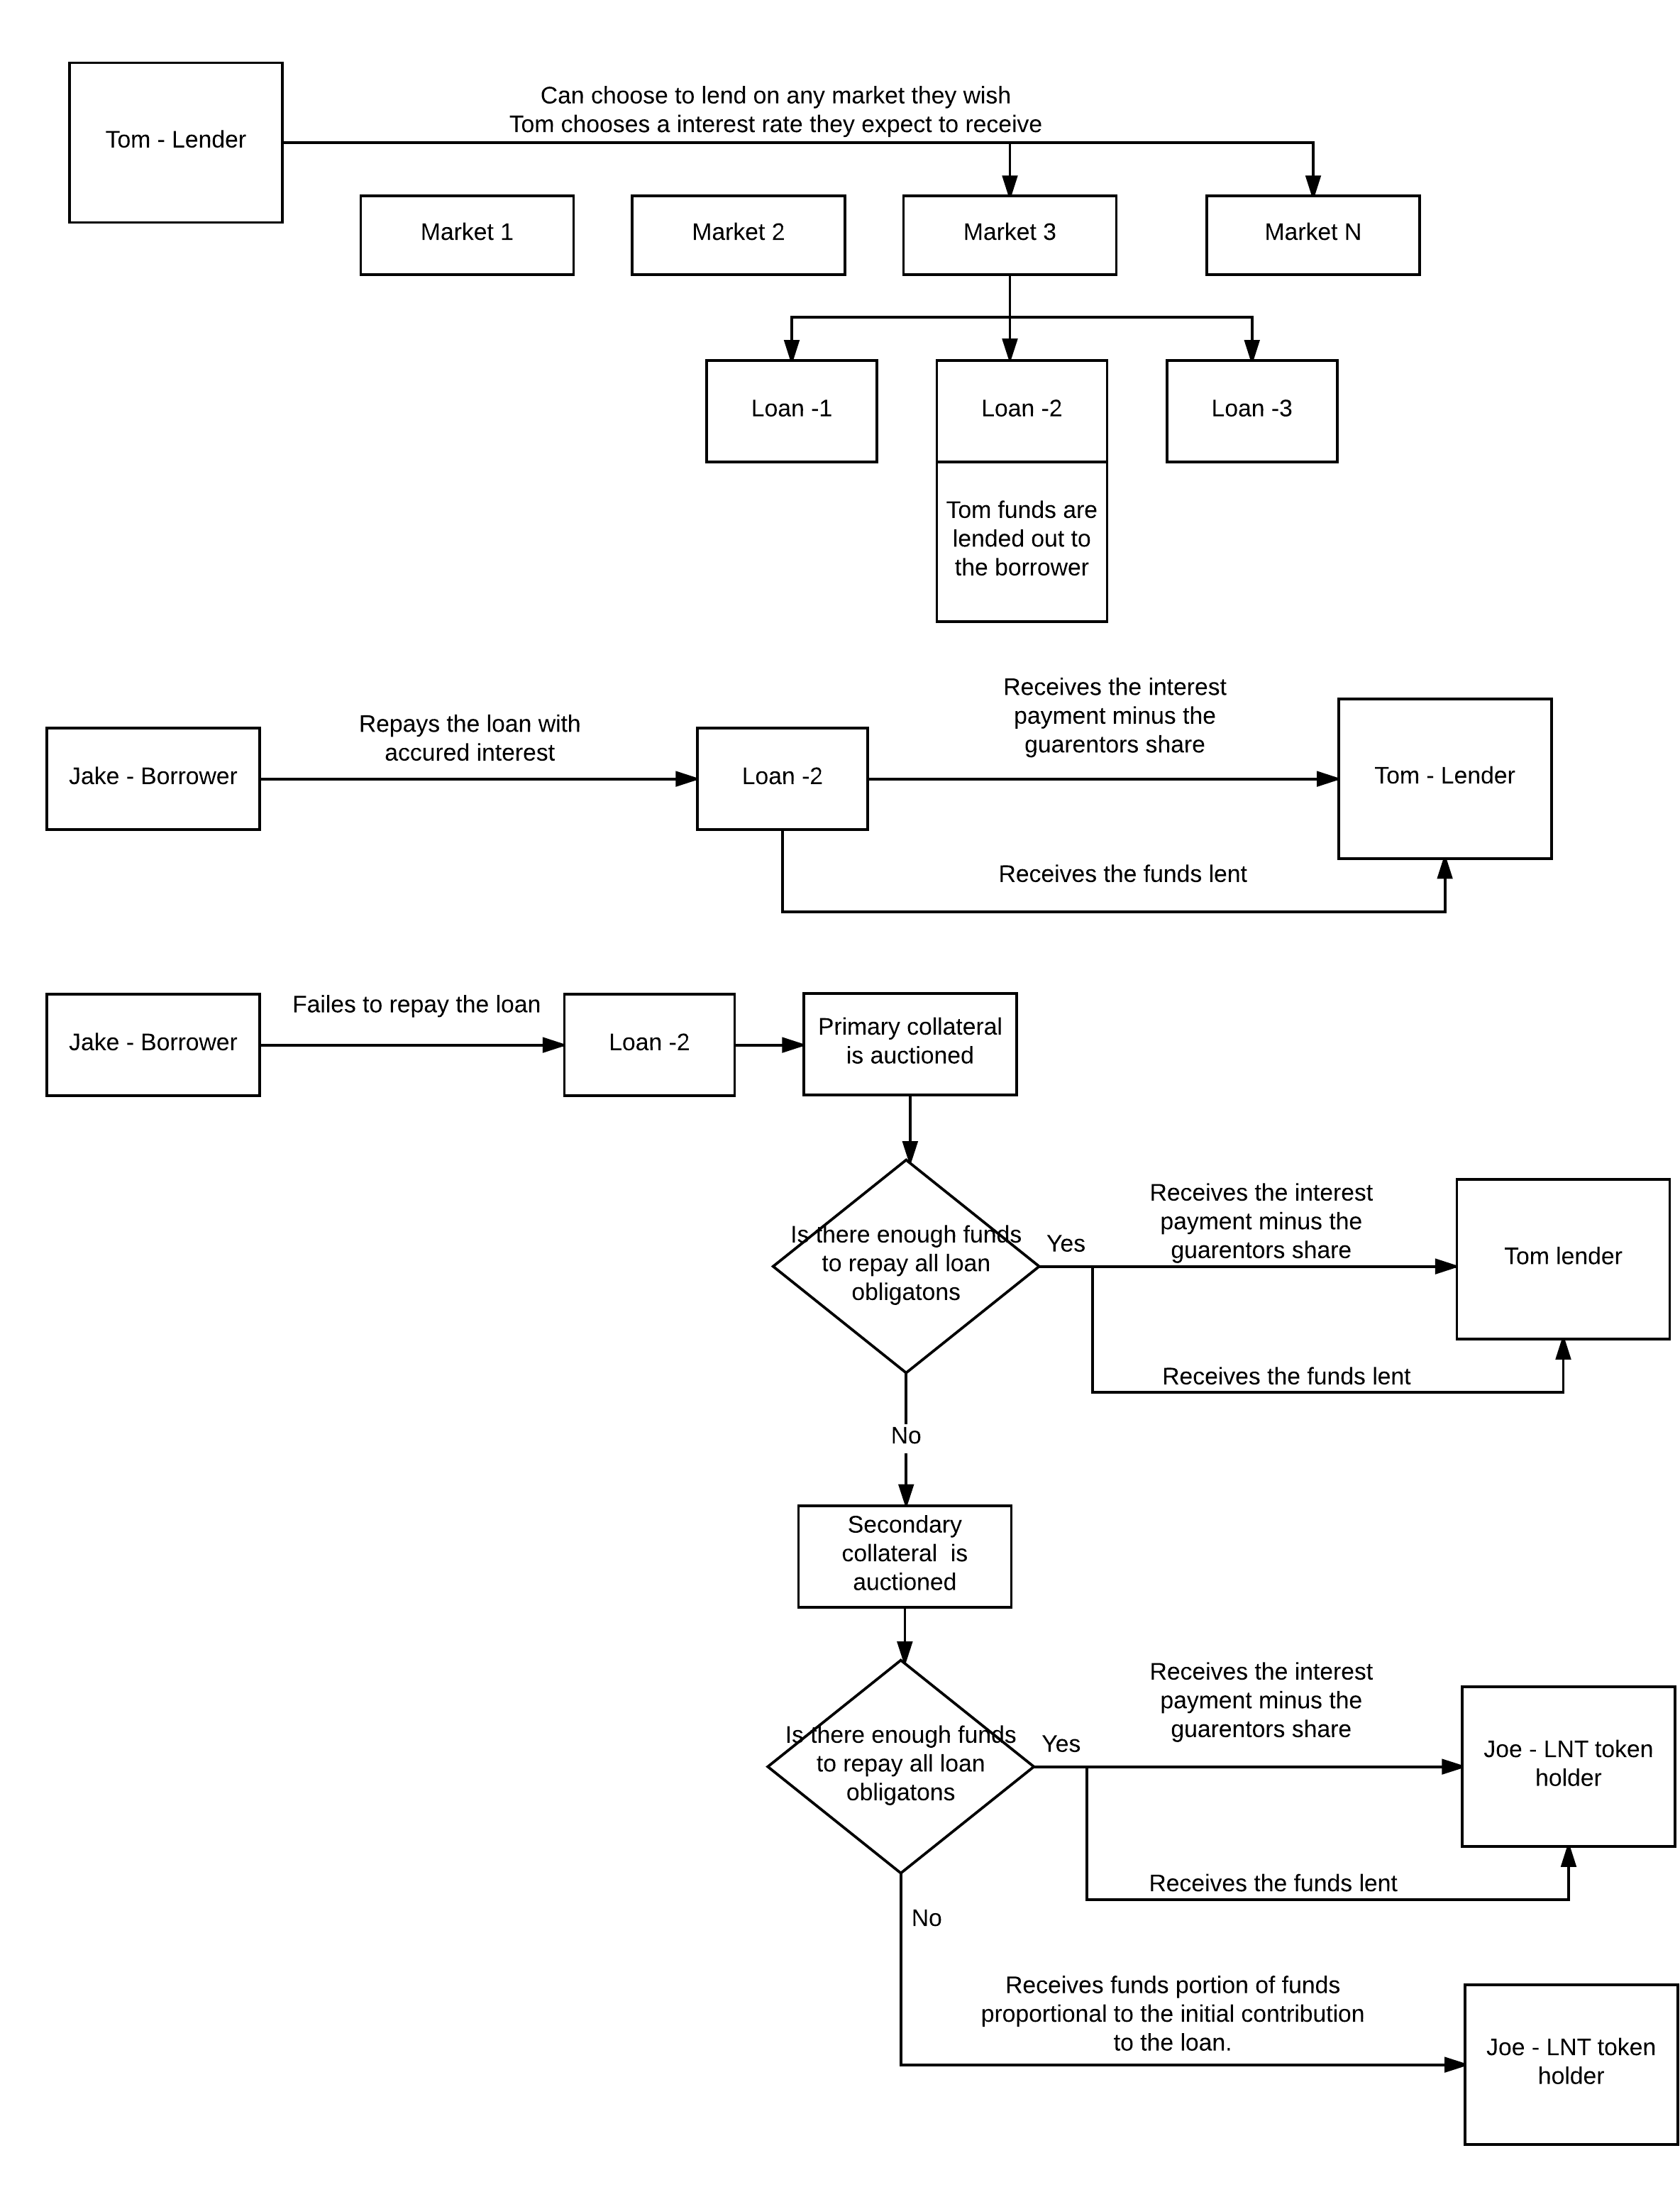 Tom - Lender
Can choose to lend on any market they wish
Tom chooses a interest rate they expect to receive
Market 1
Market 2
Market 3
Market N
Loan -1
Loan -2
Loan -3
Tom funds are
lended out to
the borrower
Jake - Borrower
Repays the loan with
accured interest
Loan -2
Receives the interest
payment minus the
guarentors share
Tom - Lender
Receives the funds lent
Jake - Borrower
Failes to repay the loan
Loan -2
Primary collateral
is auctioned
Is there enough funds
to repay all loan
obligatons
Yes
Receives the interest
payment minus the
guarentors share
Tom lender
Receives the funds lent
No
Secondary
collateral  is
auctioned
Is there enough funds
to repay all loan
obligatons
Yes
Receives the interest
payment minus the
guarentors share
Joe - LNT token
holder
Receives the funds lent
No
Receives funds portion of funds
proportional to the initial contribution
to the loan.
Joe - LNT token
holder